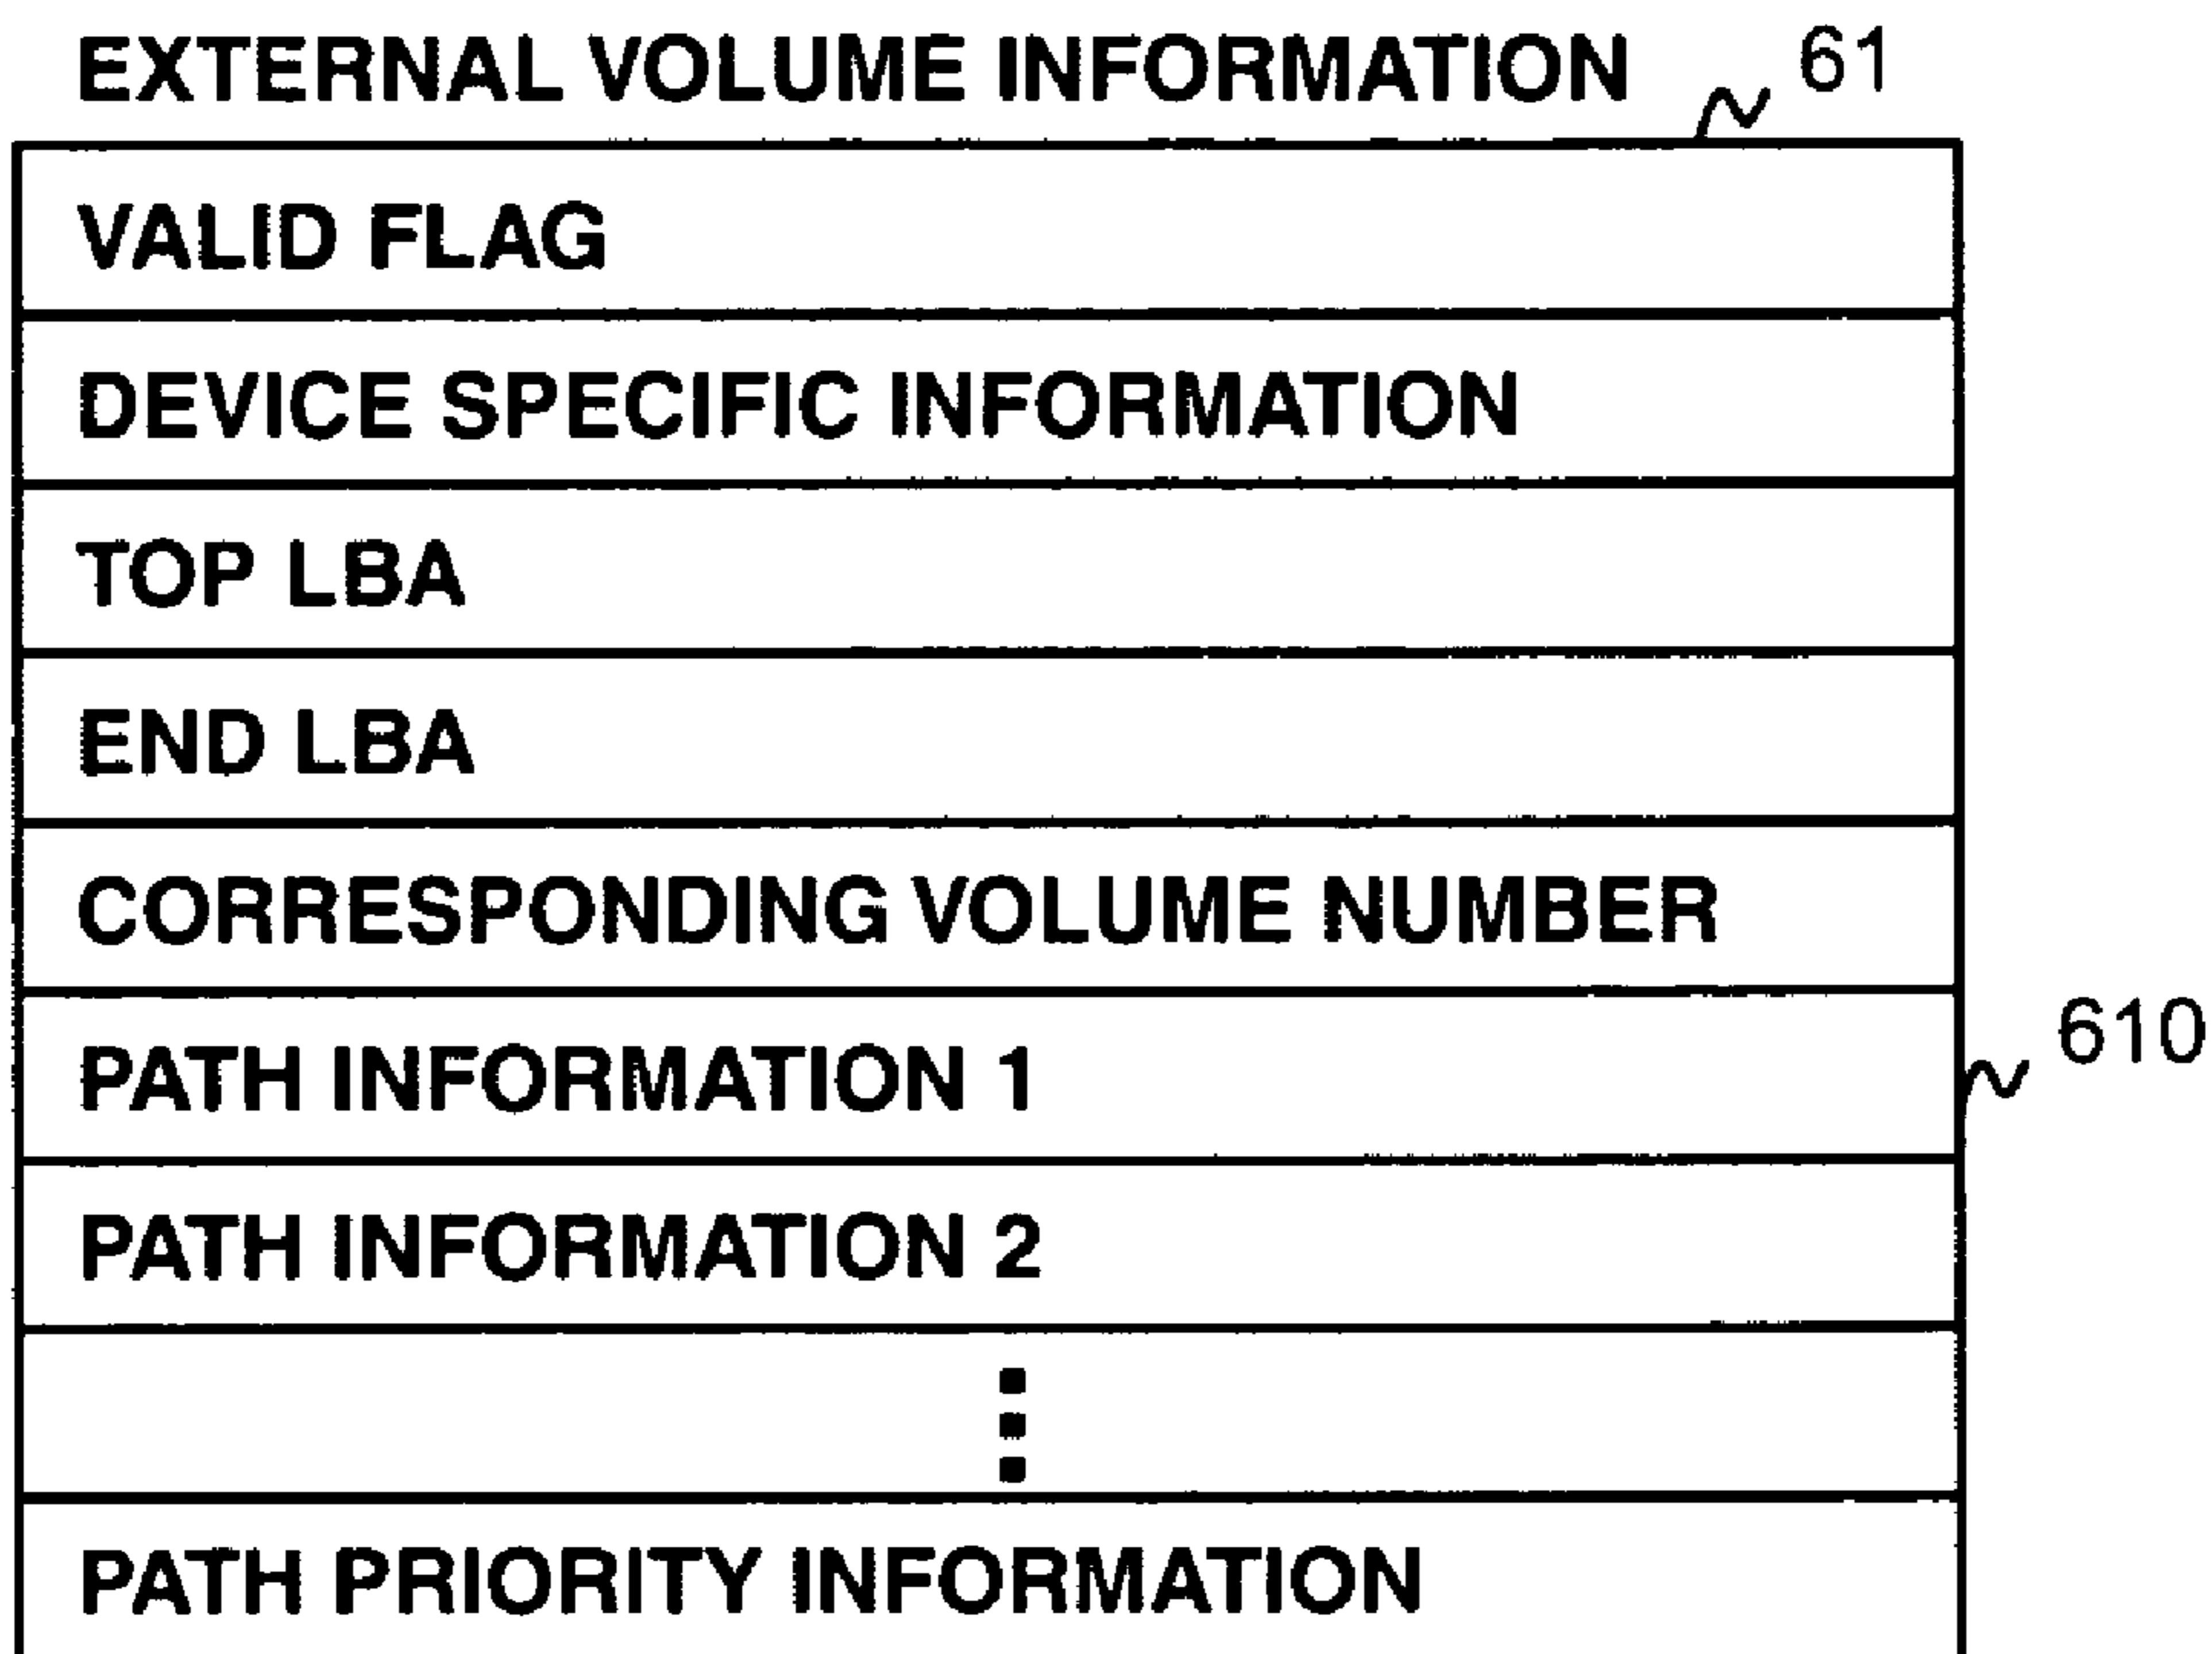 EXTERNAL VOLUME INFORMATION 61
VALID FLAG
DEVICE SPECIFIC INFORMATION
TOP LBA
END LBA
CORRESPONDING VOLUME NUMBER
PATH INFORMATION 1 610
PATH INFORMATION 2
PATH PRIORITY INFORMATION